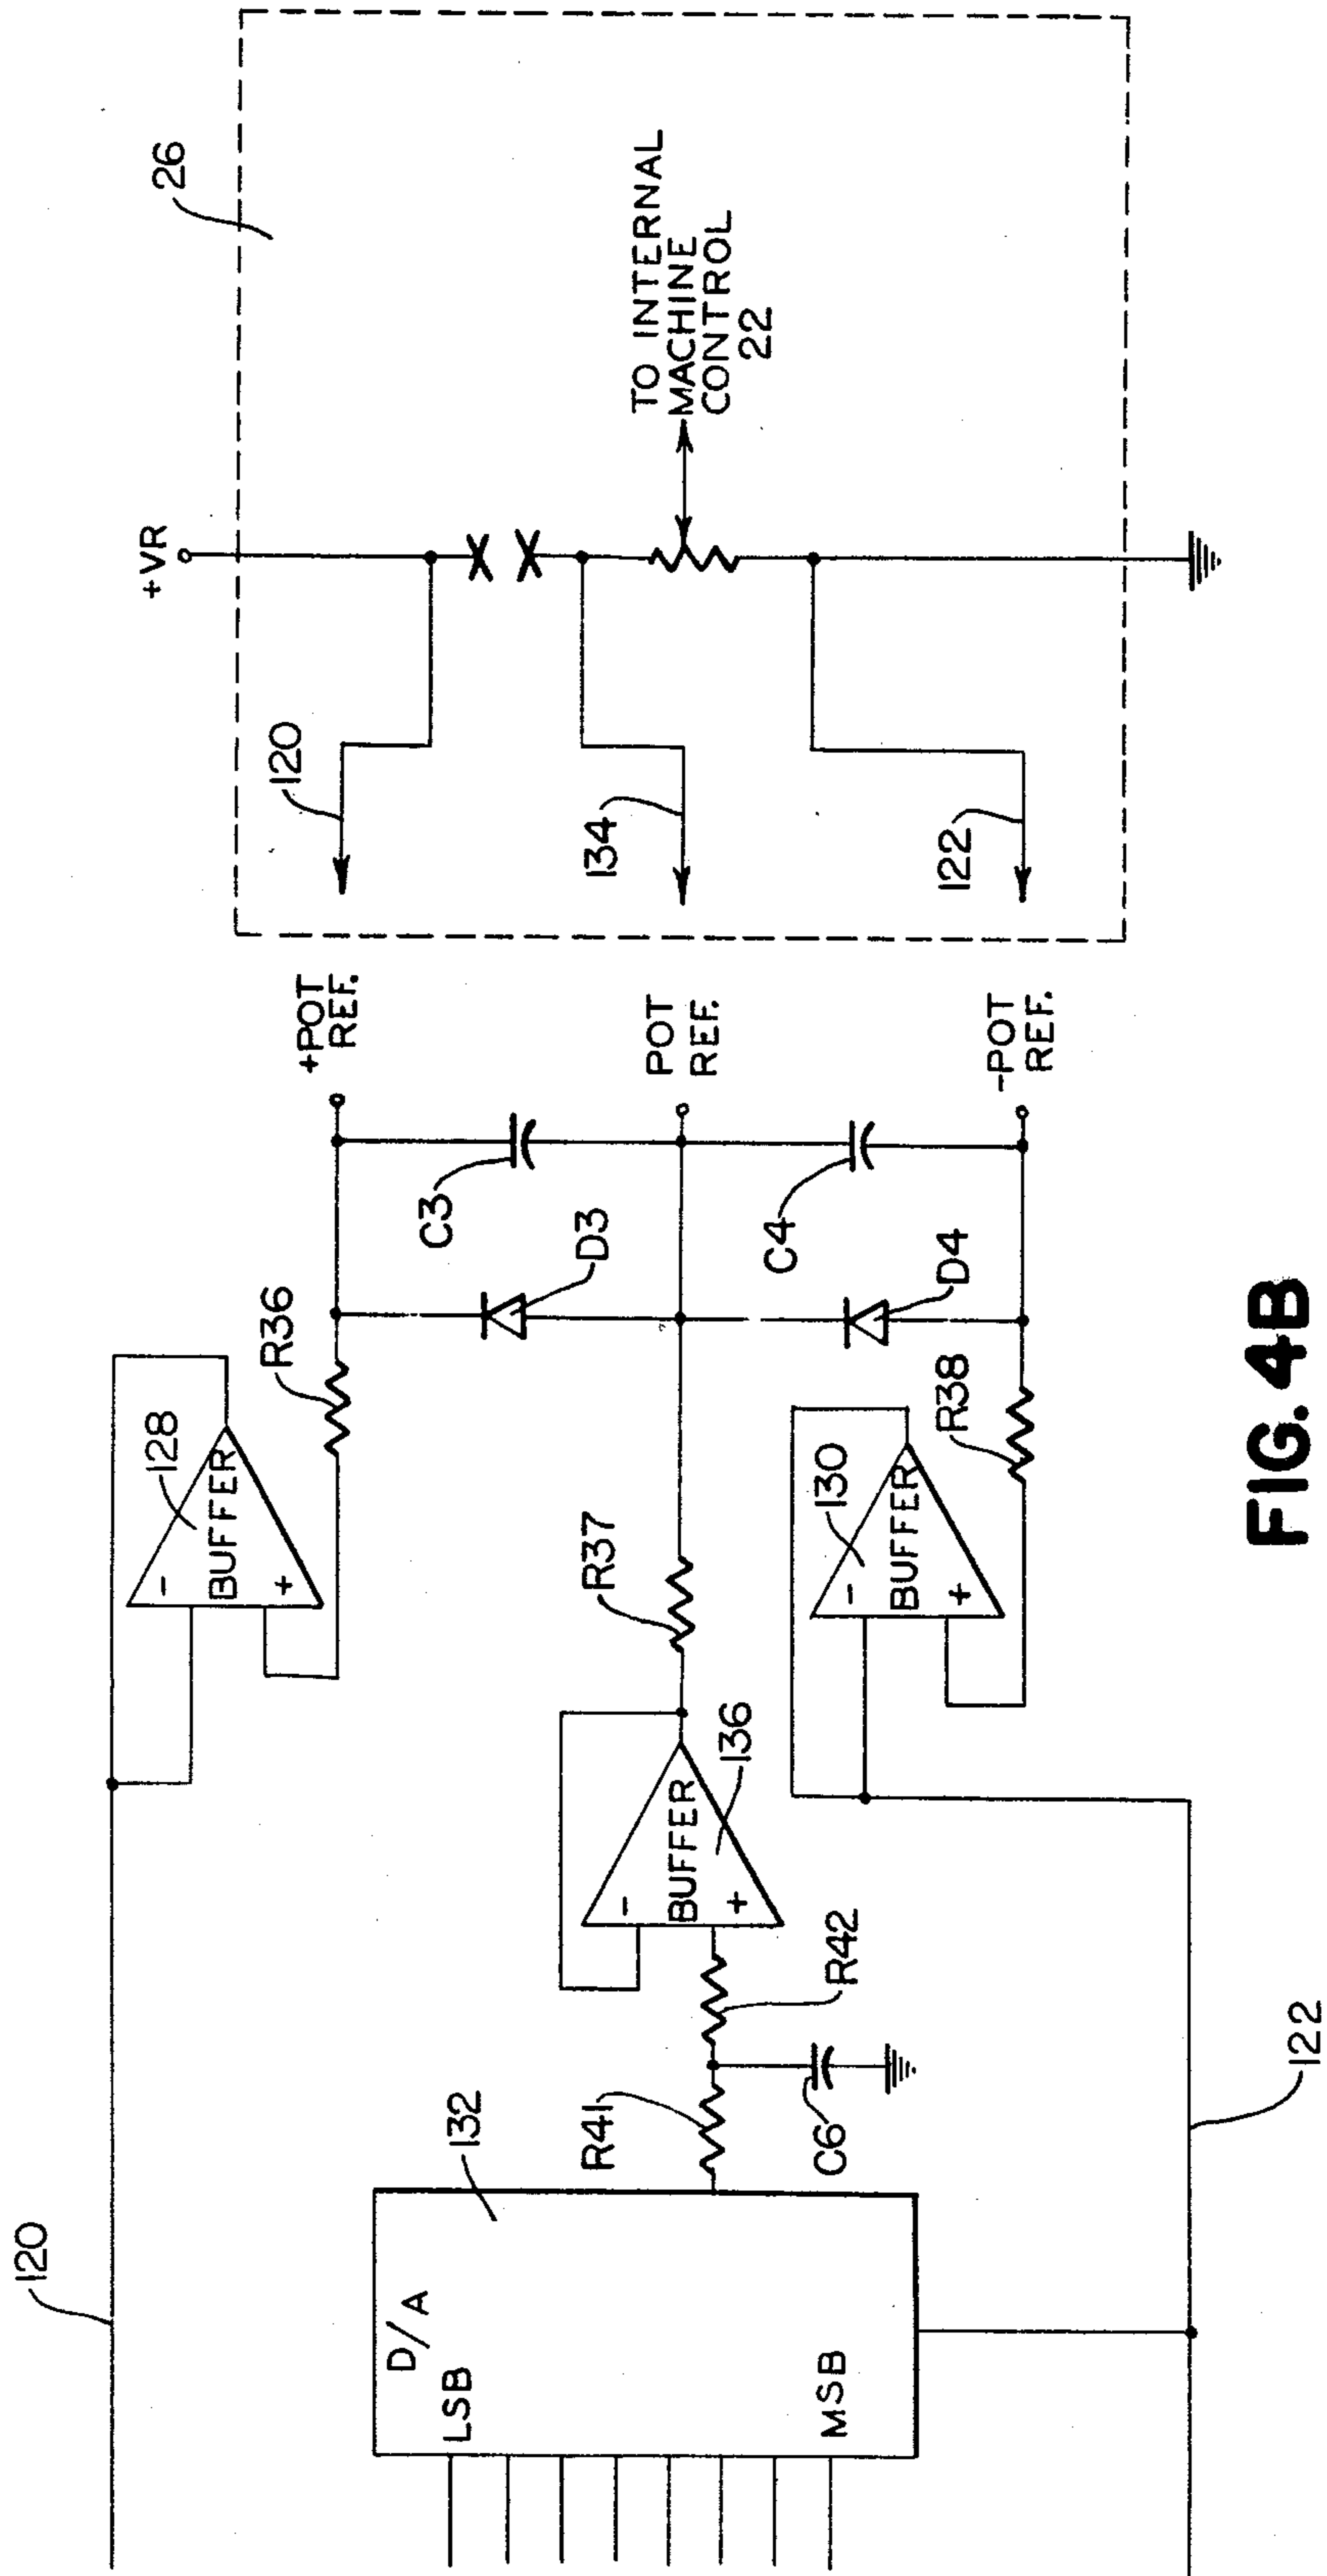 120
D/A
LSB
MSB
132
R41
C6
R42
-
BUFFER
+
136
R37
-
BUFFER
+
128
R36
-
BUFFER
+
130
R38
122
D3
D4
C3
C4
+POT
REF.
POT
REF.
-POT
REF.
+VR
26
120
134
122
TO INTERNAL
MACHINE
CONTROL
22
FIG. 4B